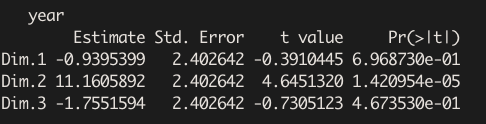 year
Estimate Std. Error t value Pr(>|t|)
Dim.1 -0.9395399 2.402642 -0.3910445 6.968730e-01
Dim.2 11.1605892 2.402642 4.6451320 1.420954e-05
Dim.3 -1.7551594 2.402642 -0.7305123 4.673530e-01